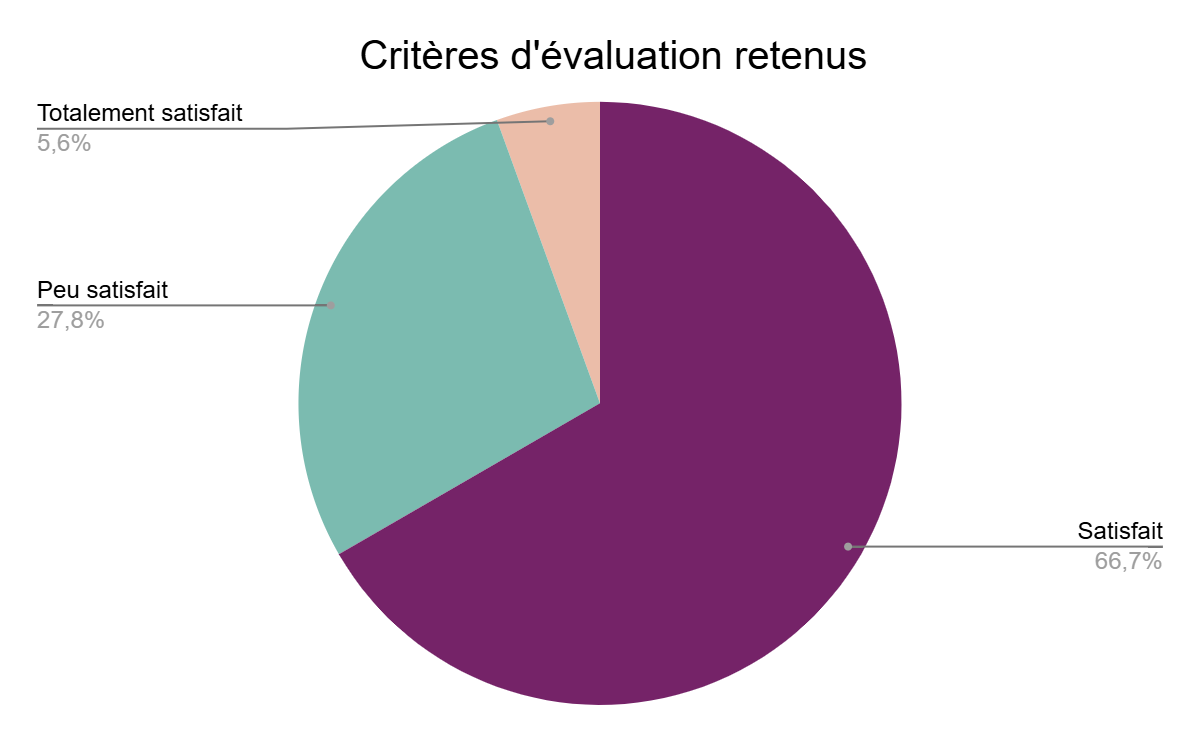 Critères d'évaluation retenus
Totalement satisfait
5,6%
Peu satisfait
27,8%
Satisfait
66,7%